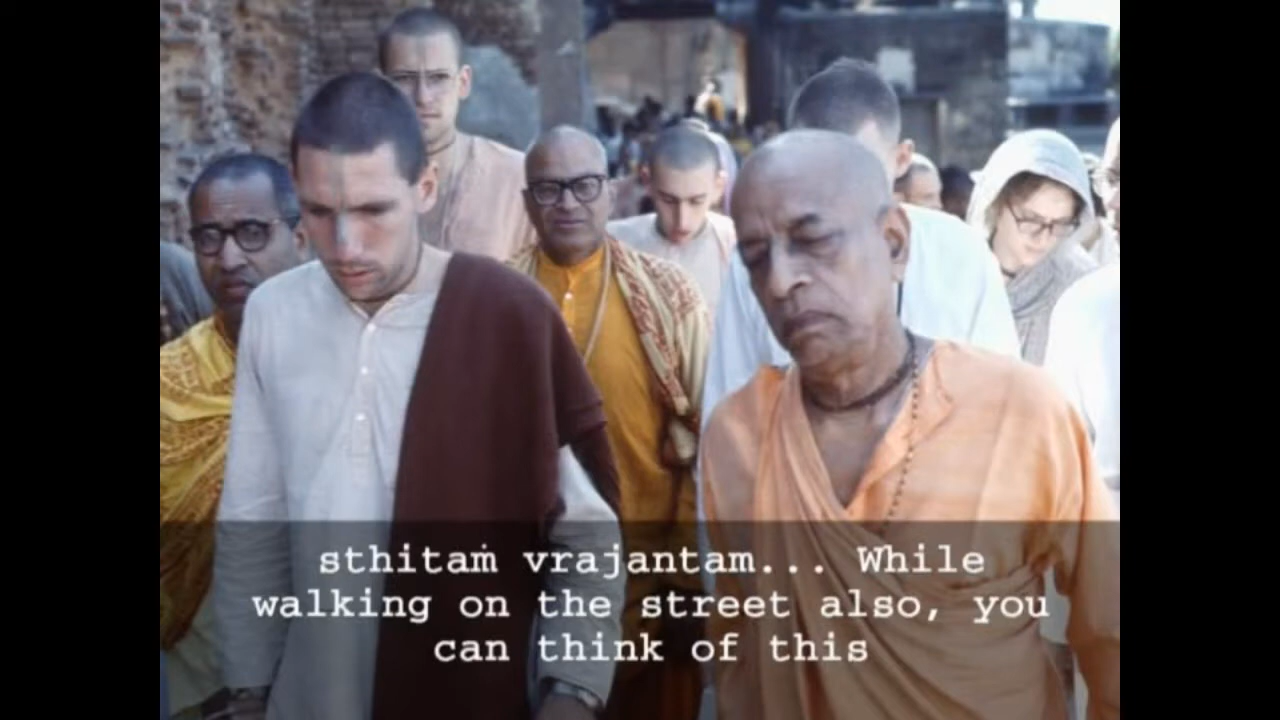 sthitaṁ vrajantam... While
walking on the street also, you
can think of this